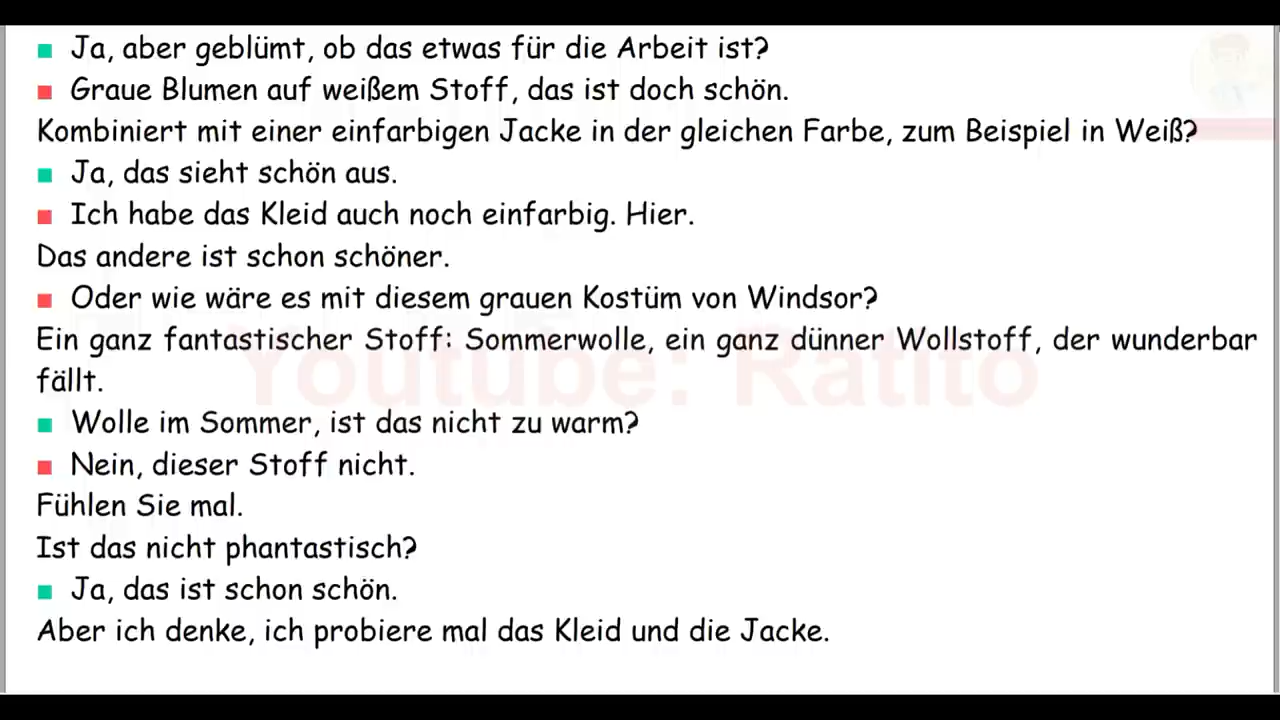 Ja, aber geblümt, ob das etwas für die Arbeit ist?
Graue Blumen auf weißem Stoff, das ist doch schön.
Kombiniert mit einer einfarbigen Jacke in der gleichen Farbe, zum Beispiel in Weiß?
Ja, das sieht schön aus.
Ich habe das Kleid auch noch einfarbig. Hier.
Das andere ist schon schöner.
Oder wie wäre es mit diesem grauen Kostüm von Windsor?
Ein ganz fantastischer Stoff: Sommerwolle, ein ganz dünner Wollstoff, der wunderbar
fällt.
Youtube: Ratito
Wolle im Sommer, ist das nicht zu warm?
Nein, dieser Stoff nicht.
Fühlen Sie mal.
Ist das nicht phantastisch?
Ja, das ist schon schön.
Aber ich denke, ich probiere mal das Kleid und die Jacke.